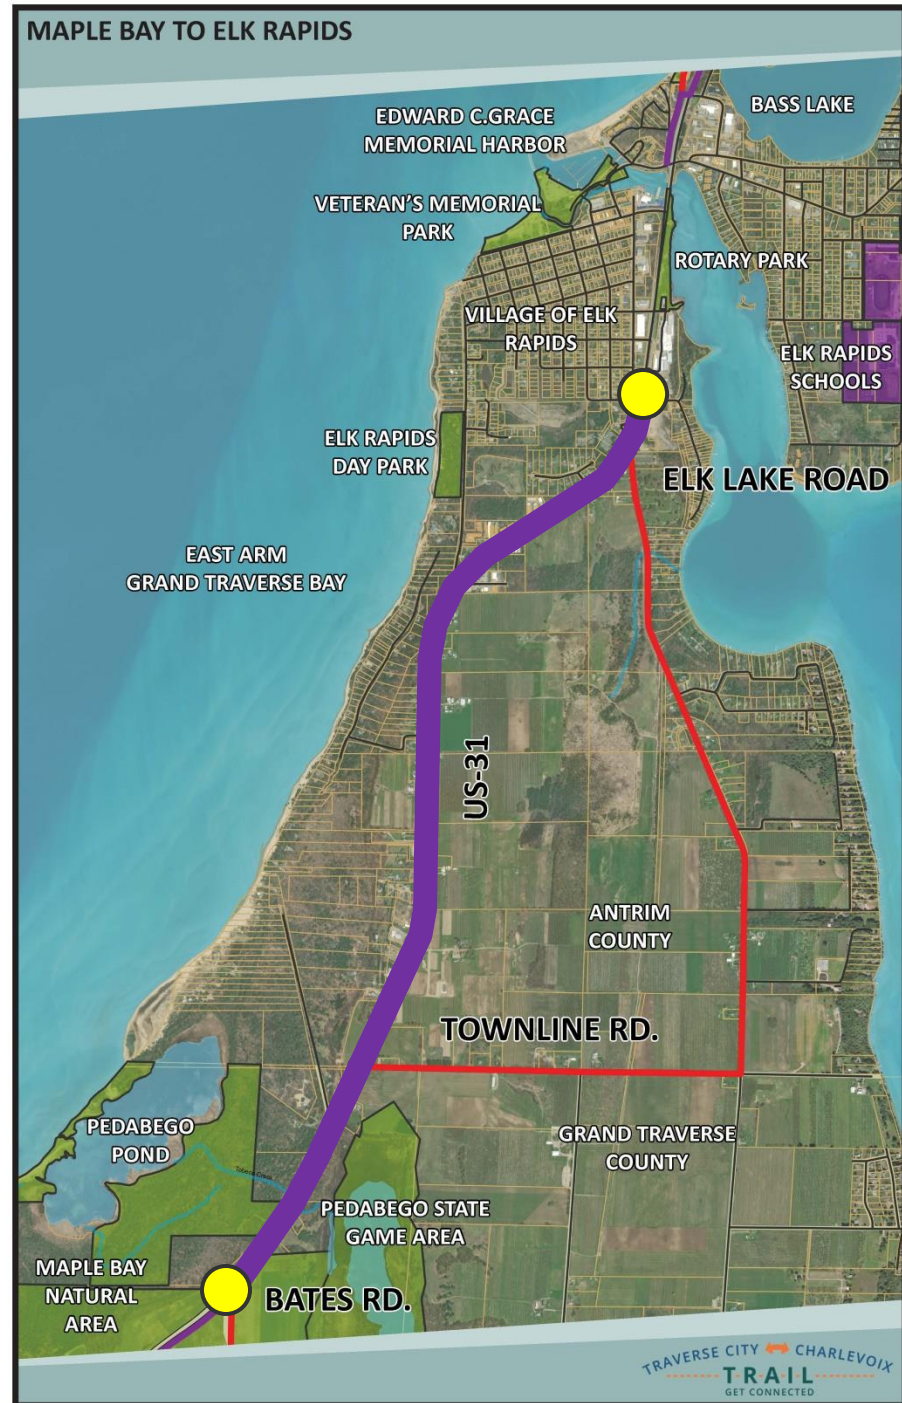 MAPLE BAY TO ELK RAPIDS
BASS LAKE
EDWARD C.GRACE
MEMORIAL HARBOR
VETERAN'S MEMORIAL
PARK
ROTARY PARK
VILLAGE OF ELK
RAPIDS
ELK RAPIDS
SCHOOLS
ELK RAPIDS
DAY PARK
ELK LAKE ROAD
EAST ARM
GRAND TRAVERSE BAY
US-31
ANTRIM
COUNTY
TOWNLINE RD.
PEDABEGO
POND
GRAND TRAVERSE
COUNTY
PEDABEGO STATE
GAME AREA
MAPLE BAY
NATURAL
AREA
BATES RD.
TRAVERSE CITY CHARLEVOIX
TRAIL
GET CONNECTED